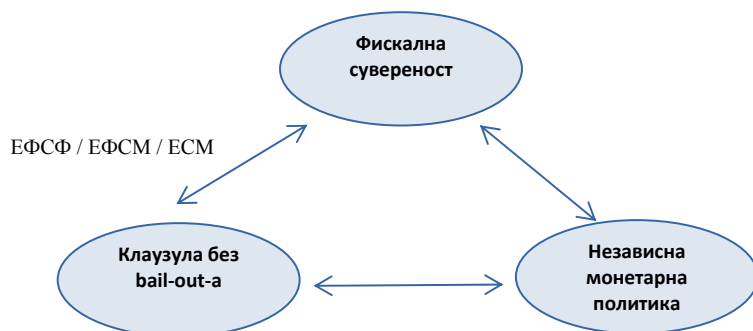 Фискална
сувереност
ЕФСФ / ЕФСМ / ЕСМ
Клаузула без
bail-out-а
Независна
монетарна
политика